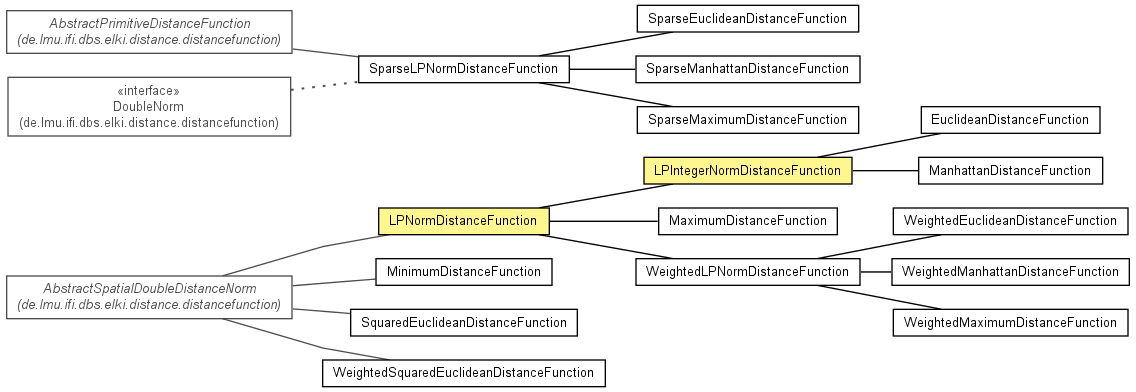 AbstractPrimitiveDistanceFunction
(de.lmu.ifi.dbs.elki.distance.distancefunction)
«interface»
DoubleNorm
(de.lmu.ifi.dbs.elki.distance.distancefunction)
SparseLPNormDistanceFunction
SparseEuclideanDistanceFunction
SparseManhattanDistanceFunction
SparseMaximumDistanceFunction
EuclideanDistanceFunction
LPIntegerNormDistanceFunction
ManhattanDistanceFunction
LPNormDistanceFunction
MaximumDistanceFunction
WeightedEuclideanDistanceFunction
MinimumDistanceFunction
WeightedLPNormDistanceFunction
WeightedManhattanDistanceFunction
AbstractSpatialDoubleDistanceNorm
(de.lmu.ifi.dbs.elki.distance.distancefunction)
SquaredEuclideanDistanceFunction
WeightedMaximumDistanceFunction
WeightedSquaredEuclideanDistanceFunction